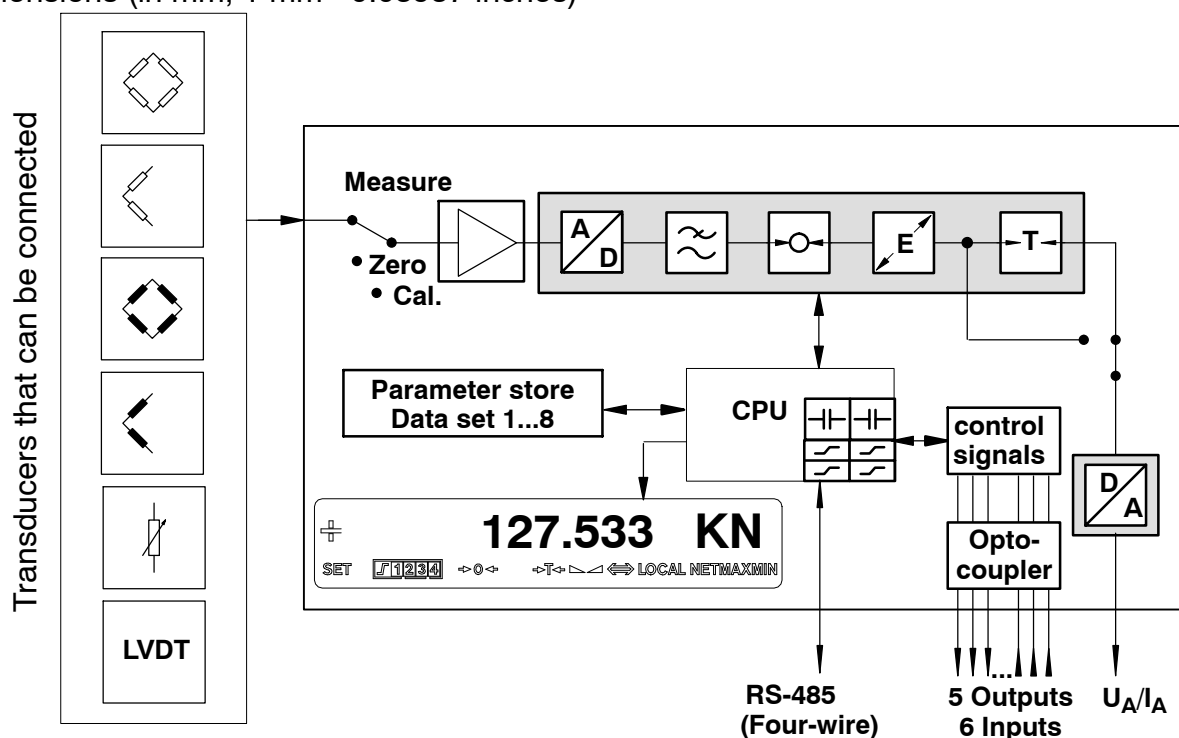 Transducers that can be connected
LVDT
Measure
Zero
Cal.
A
D
E
T
Parameter store
Data set 1...8
CPU
control
signals
D
A
Opto-
coupler
127.533 KN
SET 1234 0 T LOCAL NETMAXMIN
RS-485
(Four-wire)
...
5 Outputs
6 Inputs
UA/IA